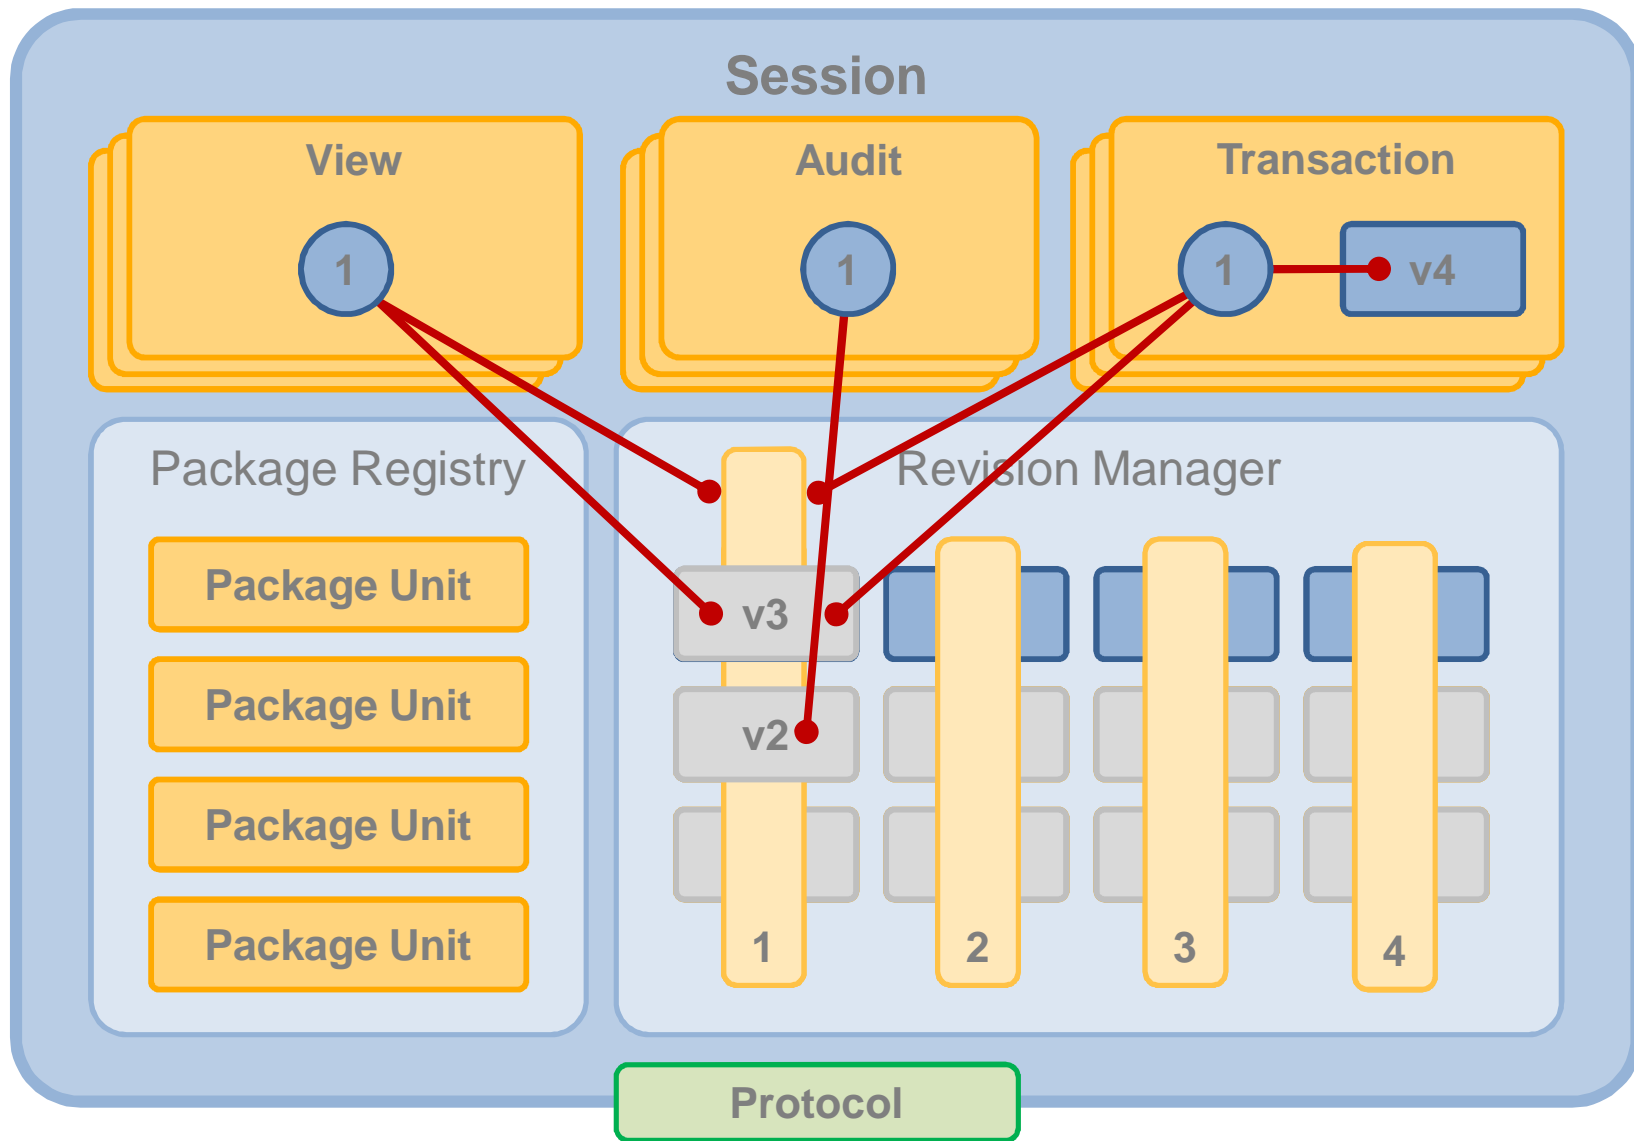 Session
View
Audit
Transaction
1
1
1
v4
Package Registry
Revision Manager
Package Unit
Package Unit
Package Unit
Package Unit
v3
v2
1
2
3
4
Protocol